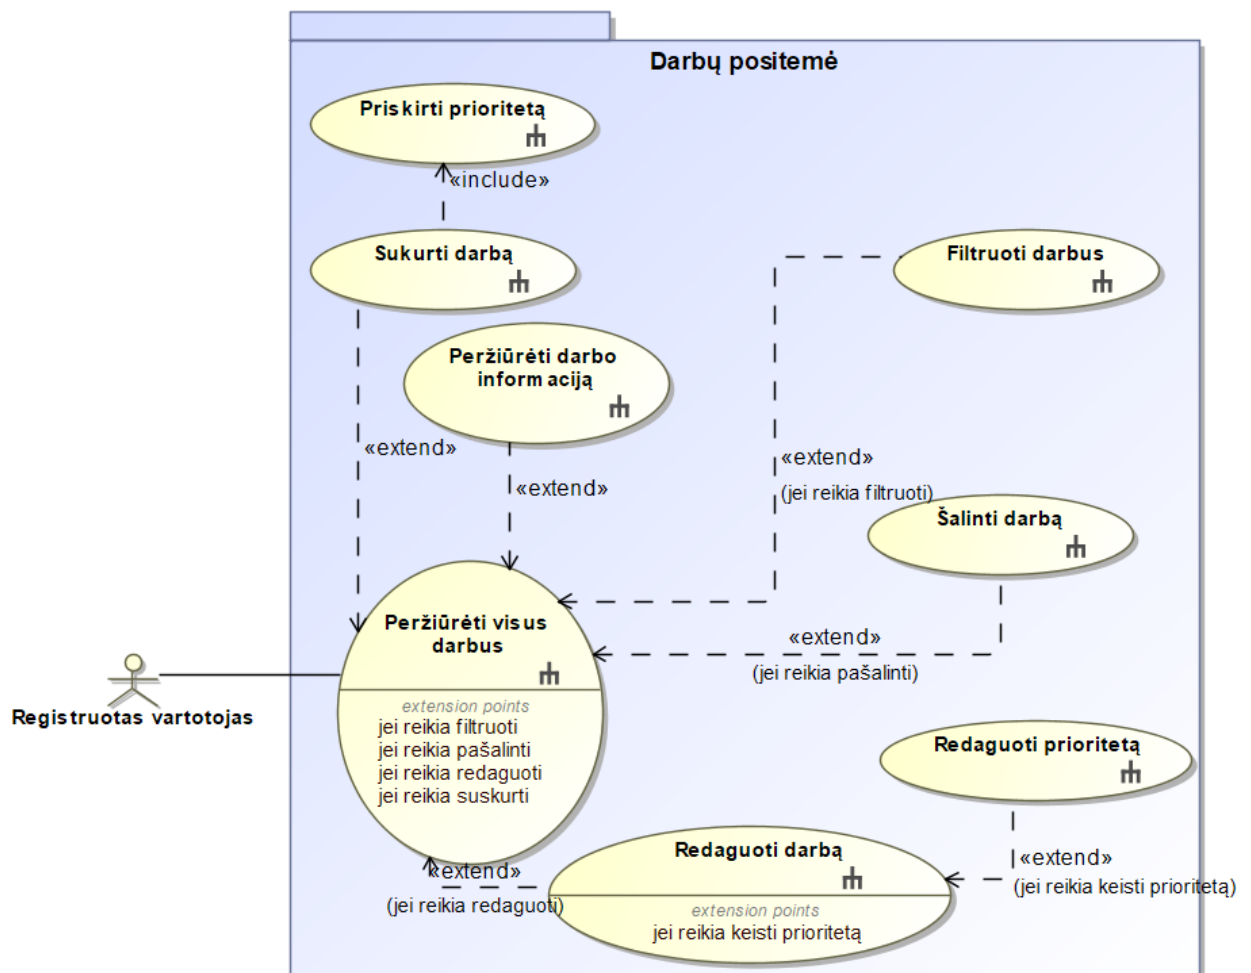 Darbų positemė
Priskirti prioritetą
«include»
Sukurti darbą
Filtruoti darbus
Peržiūrėti darbo
informaciją
«extend»
«extend»
«extend»
(jei reikia filtruoti)
Šalinti darbą
Peržiūrėti visus
darbus
«extend»
(jei reikia pašalinti)
Registruotas vartotojas
extension points
jei reikia filtruoti
jei reikia pašalinti
jei reikia redaguoti
jei reikia suskurti
Redaguoti prioritetą
«extend»
(jei reikia redaguoti)
Redaguoti darbą
extension points
jei reikia keisti prioritetą
«extend»
(jei reikia keisti prioritetą)